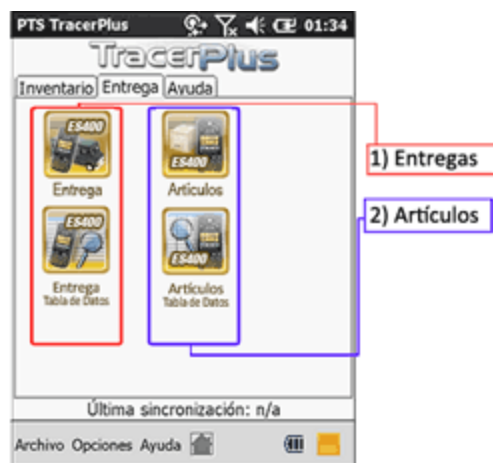 PTS TracerPlus 01:34
TracerPlus
Inventario Entrega Ayuda
ES400 ES400
Entrega Artículos
ES400 ES400
Entrega Artículos
Tabla de Datos Tabla de Datos
1) Entregas
2) Artículos
Última sincronización: n/a
Archivo Opciones Ayuda